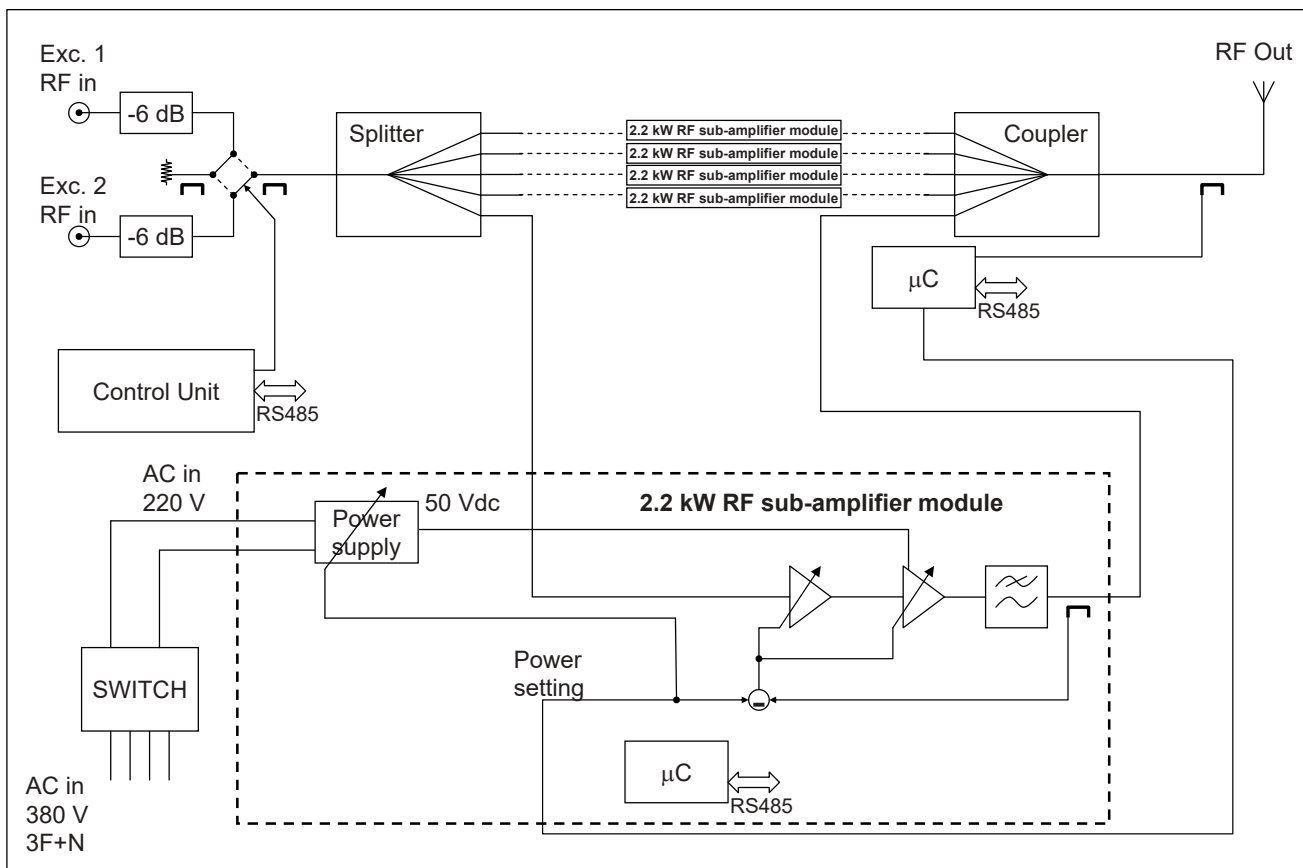 Exc. 1
RF in
-6 dB
Exc. 2
RF in
-6 dB
Splitter
2.2 kW RF sub-amplifier module
2.2 kW RF sub-amplifier module
2.2 kW RF sub-amplifier module
2.2 kW RF sub-amplifier module
Coupler
RF Out
μC
RS485
Control Unit
RS485
AC in
220 V
Power
supply
50 Vdc
2.2 kW RF sub-amplifier module
SWITCH
AC in
380 V
3F+N
Power
setting
μC
RS485